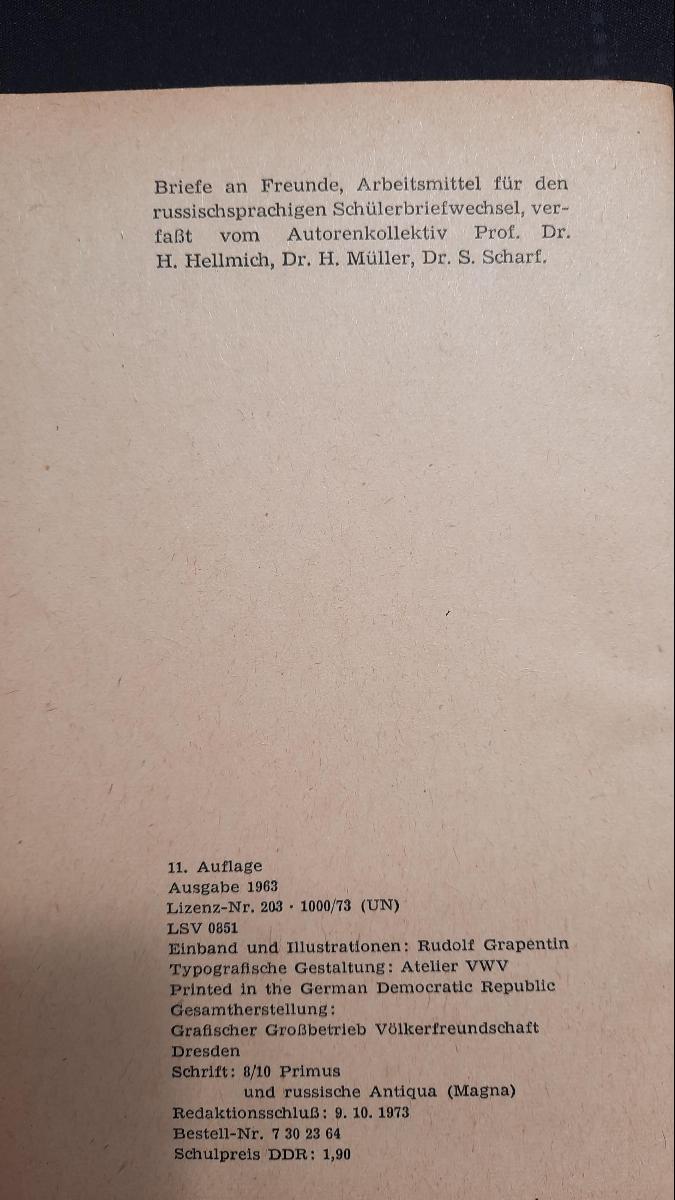 Briefe an Freunde, Arbeitsmittel für den
russischsprachigen Schülerbriefwechsel, ver-
faßt vom Autorenkollektiv Prof. Dr.
H. Hellmich, Dr. H. Müller, Dr. S. Scharf.
11. Auflage
Ausgabe 1963
Lizenz-Nr. 203 · 1000/73 (UN)
LSV 0851
Einband und Illustrationen: Rudolf Grapentin
Typografische Gestaltung: Atelier VWV
Printed in the German Democratic Republic
Gesamtherstellung:
Grafischer Großbetrieb Völkerfreundschaft
Dresden
Schrift: 8/10 Primus
und russische Antiqua (Magna)
Redaktionsschluß: 9. 10. 1973
Bestell-Nr. 7 30 23 64
Schulpreis DDR: 1,90